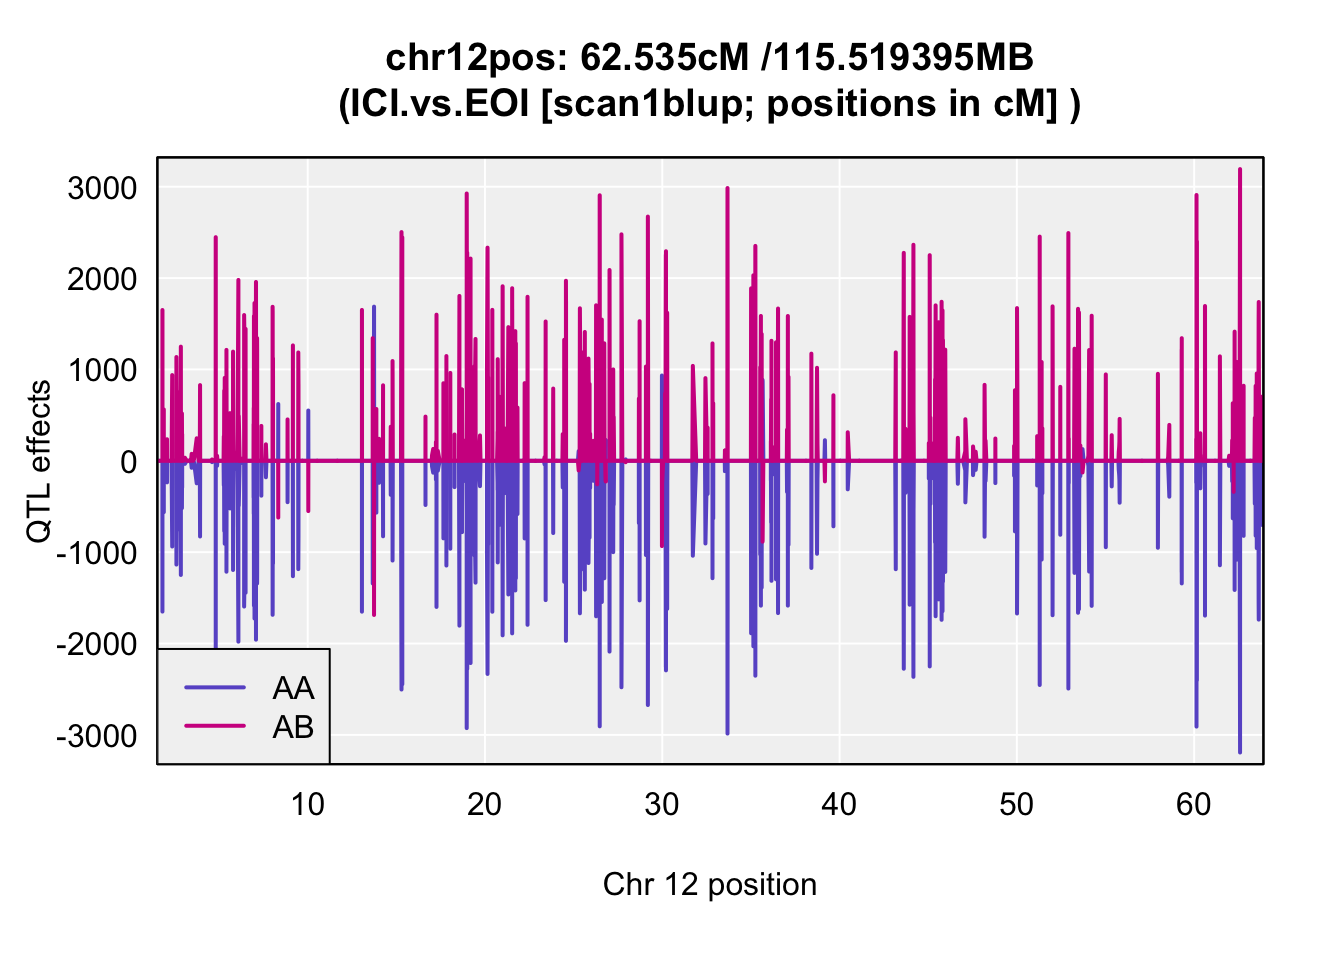 chr12pos: 62.535cM /115.519395MB
(ICI.vs.EOI [scan1blup; positions in cM] )
QTL effects
3000
2000
1000
0
-1000
-2000
-3000
AA
AB
10 20 30 40 50 60
Chr 12 position